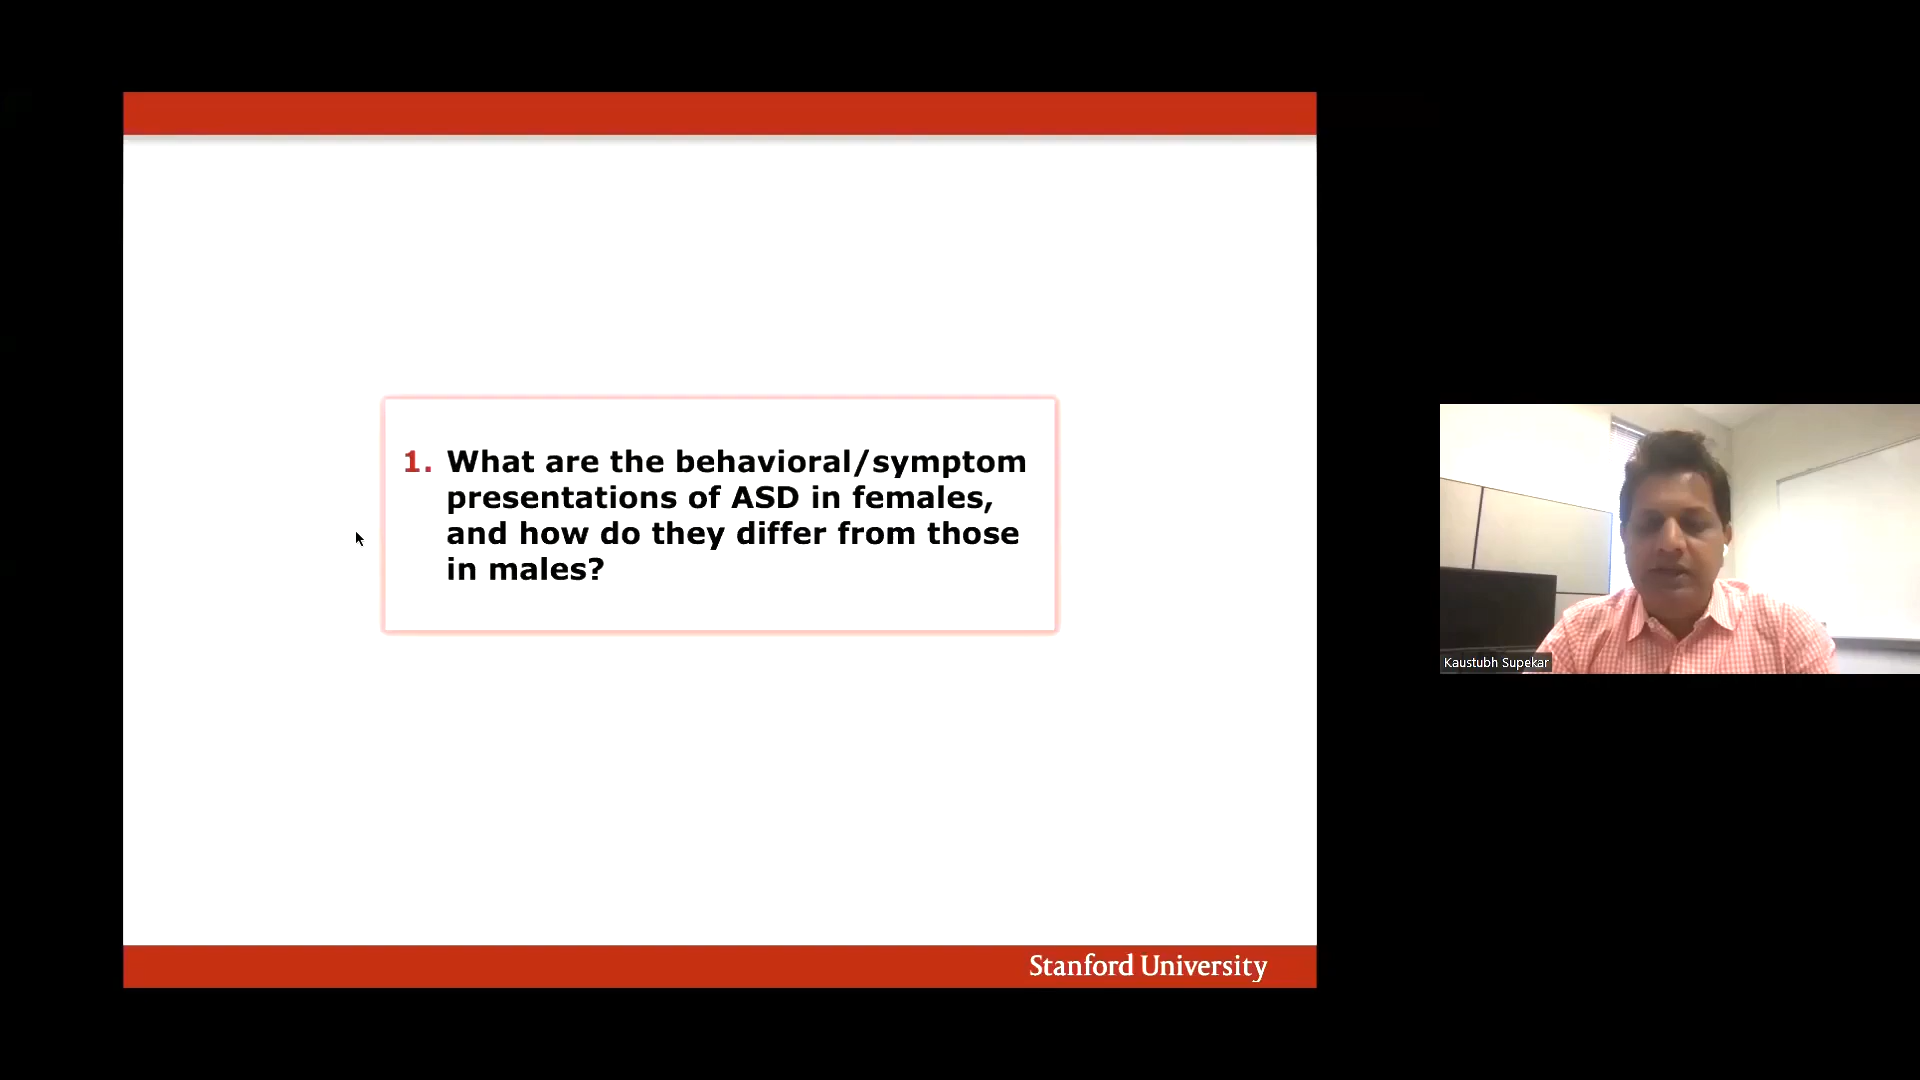 1. What are the behavioral/symptom
presentations of ASD in females,
and how do they differ from those
in males?
Kaustubh Supekar
Stanford University